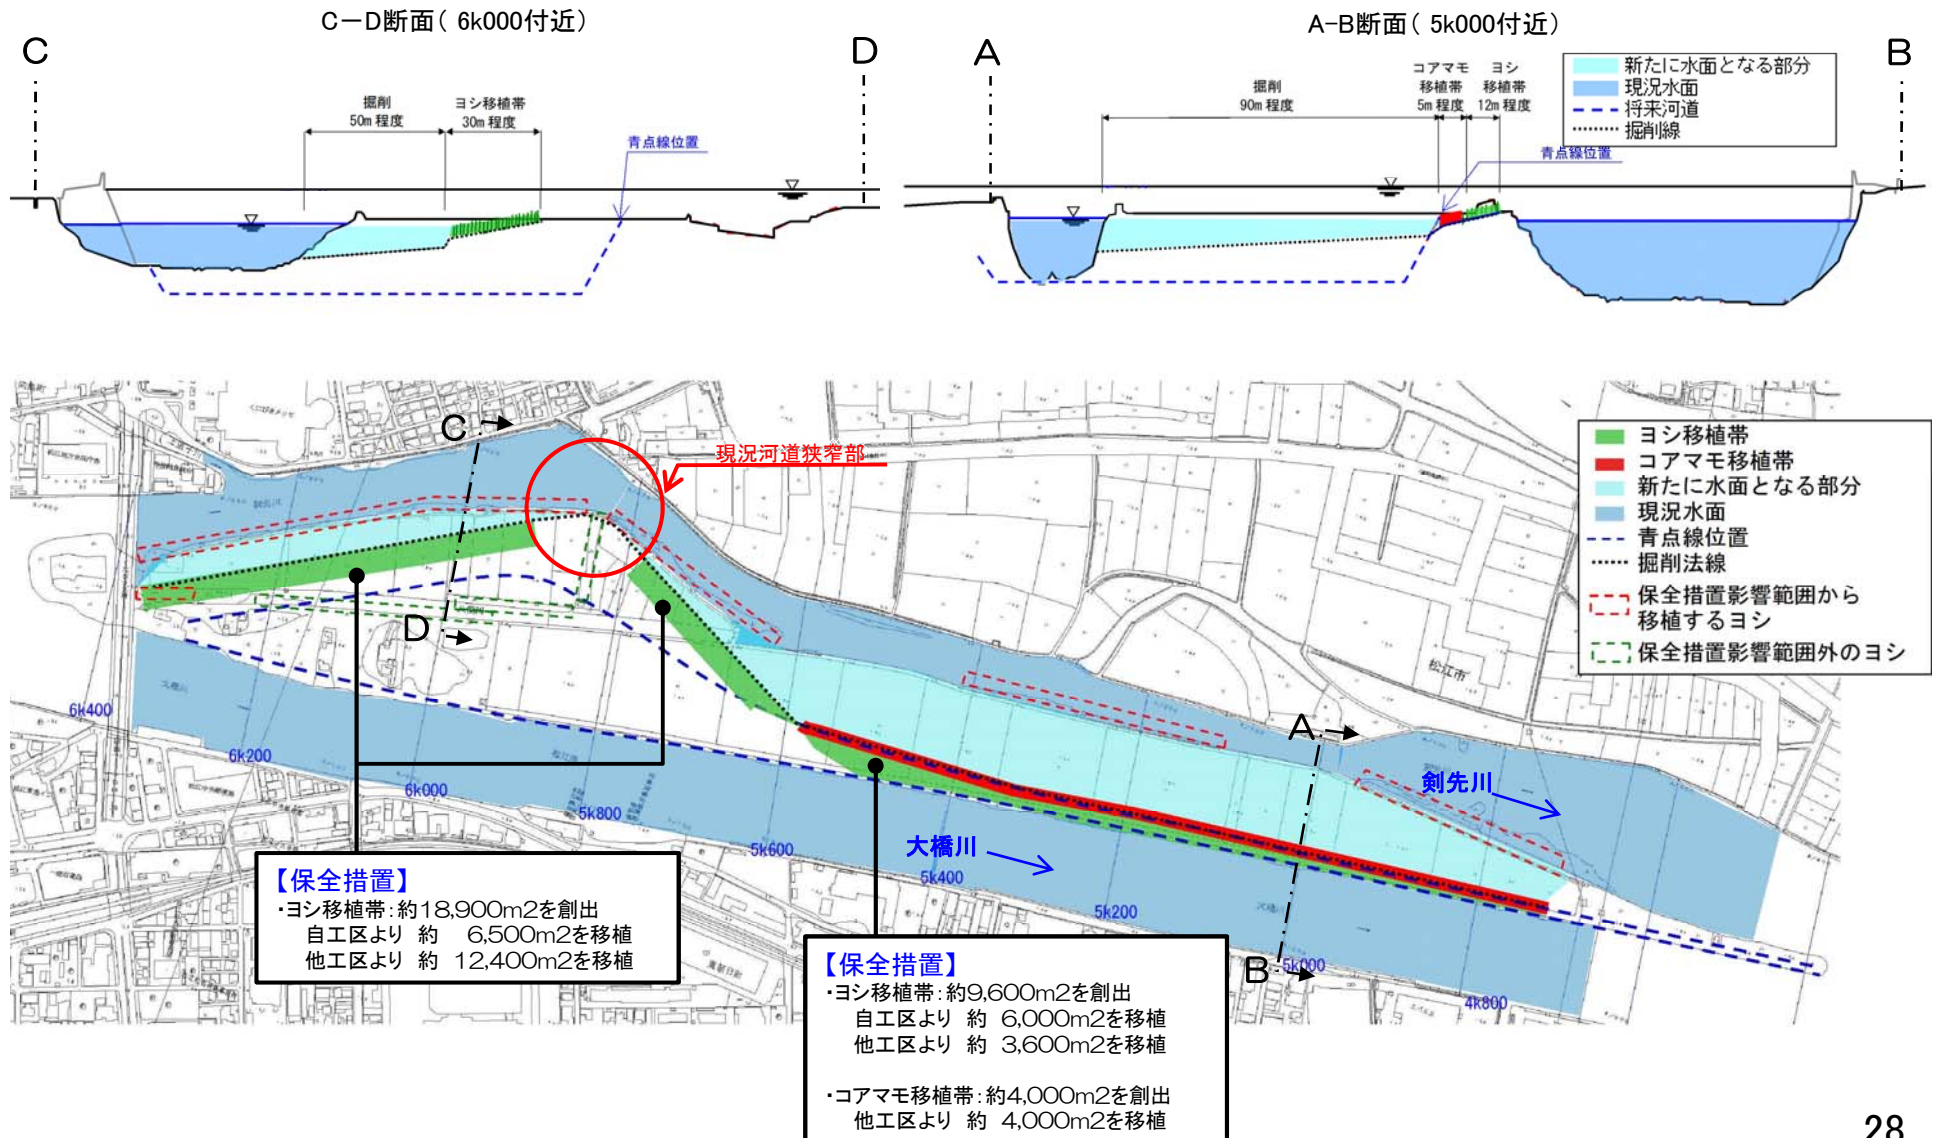 C－D断面( 6k000付近)
C
D
掘削
50m 程度
ヨシ移植帯
30m 程度
青点線位置
A-B断面( 5k000付近)
A
B
掘削
90m 程度
コアマモ
移植帯
5m 程度
ヨシ
移植帯
12m 程度
青点線位置
新たに水面となる部分
現況水面
将来河道
掘削線
C
D
現況河道狭窄部
ヨシ移植帯
コアマモ移植帯
新たに水面となる部分
現況水面
青点線位置
掘削法線
保全措置影響範囲から
移植するヨシ
保全措置影響範囲外のヨシ
松江市
A
B
剣先川
大橋川
6k400
6k200
6k000
5k800
5k600
5k400
5k200
5k000
4k800
【保全措置】
・ヨシ移植帯：約18,900m2を創出
自工区より 約 6,500m2を移植
他工区より 約 12,400m2を移植
【保全措置】
・ヨシ移植帯：約9,600m2を創出
自工区より 約 6,000m2を移植
他工区より 約 3,600m2を移植
・コアマモ移植帯：約4,000m2を創出
他工区より 約 4,000m2を移植
28